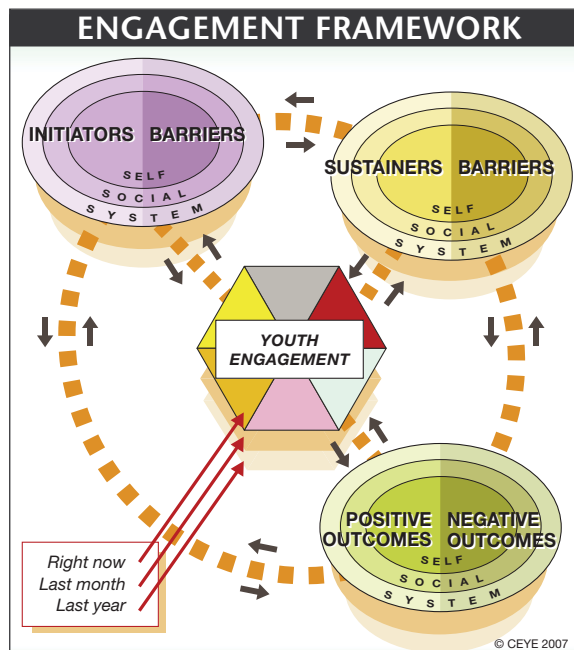 ENGAGEMENT FRAMEWORK
INITIATORS BARRIERS
SELF
SOCIAL
SYSTEM
SUSTAINERS BARRIERS
SELF
SOCIAL
SYSTEM
YOUTH
ENGAGEMENT
POSITIVE NEGATIVE
OUTCOMES OUTCOMES
SELF
SOCIAL
SYSTEM
Right now
Last month
Last year
© CEYE 2007